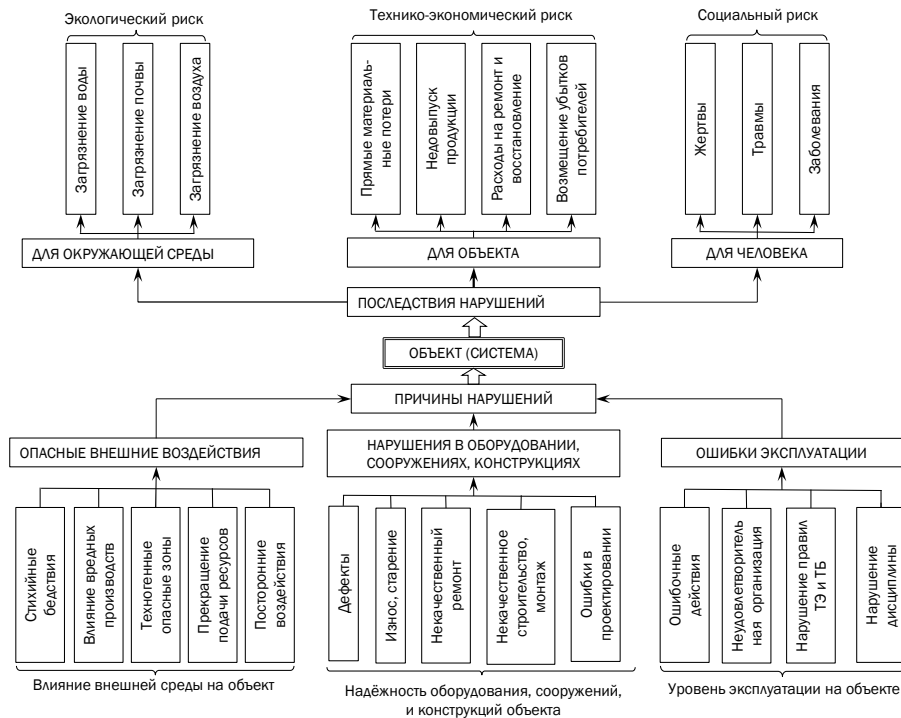 Экологический риск
Технико-экономический риск
Социальный риск
Загрязнение воды
Загрязнение почвы
Загрязнение воздуха
Прямые материаль-
ные потери
Недовыпуск
продукции
Расходы на ремонт и
восстановление
Возмещение убытков
потребителей
Жертвы
Травмы
Заболевания
ДЛЯ ОКРУЖАЮЩЕЙ СРЕДЫ
ДЛЯ ОБЪЕКТА
ДЛЯ ЧЕЛОВЕКА
ПОСЛЕДСТВИЯ НАРУШЕНИЙ
ОБЪЕКТ (СИСТЕМА)
ПРИЧИНЫ НАРУШЕНИЙ
ОПАСНЫЕ ВНЕШНИЕ ВОЗДЕЙСТВИЯ
НАРУШЕНИЯ В ОБОРУДОВАНИИ,
СООРУЖЕНИЯХ, КОНСТРУКЦИЯХ
ОШИБКИ ЭКСПЛУАТАЦИИ
Стихийные
бедствия
Влияние вредных
производств
Техногенные
опасные зоны
Прекращение
подачи ресурсов
Посторонние
воздействия
Дефекты
Износ, старение
Некачественный
ремонт
Некачественное
строительство,
монтаж
Ошибки в
проектировании
Ошибочные
действия
Неудовлетворитель
ная организация
Нарушение правил
ТЭ и ТБ
Нарушение
дисциплины
Влияние внешней среды на объект
Надёжность оборудования, сооружений,
и конструкций объекта
Уровень эксплуатации на объекте